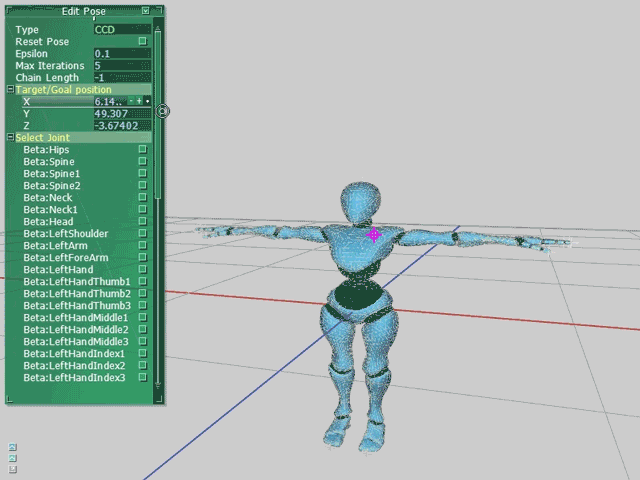 Edit Pose
Type CCD
Reset Pose
Epsilon 0.1
Max Iterations 5
Chain Length -1
Target/Goal position
X 6.14.. - +
Y 49.307
Z -3.67402
Select Joint
Beta:Hips
Beta:Spine
Beta:Spine1
Beta:Spine2
Beta:Neck
Beta:Neck1
Beta:Head
Beta:LeftShoulder
Beta:LeftArm
Beta:LeftForeArm
Beta:LeftHand
Beta:LeftHandThumb1
Beta:LeftHandThumb2
Beta:LeftHandThumb3
Beta:LeftHandMiddle1
Beta:LeftHandMiddle2
Beta:LeftHandMiddle3
Beta:LeftHandIndex1
Beta:LeftHandIndex2
Beta:LeftHandIndex3